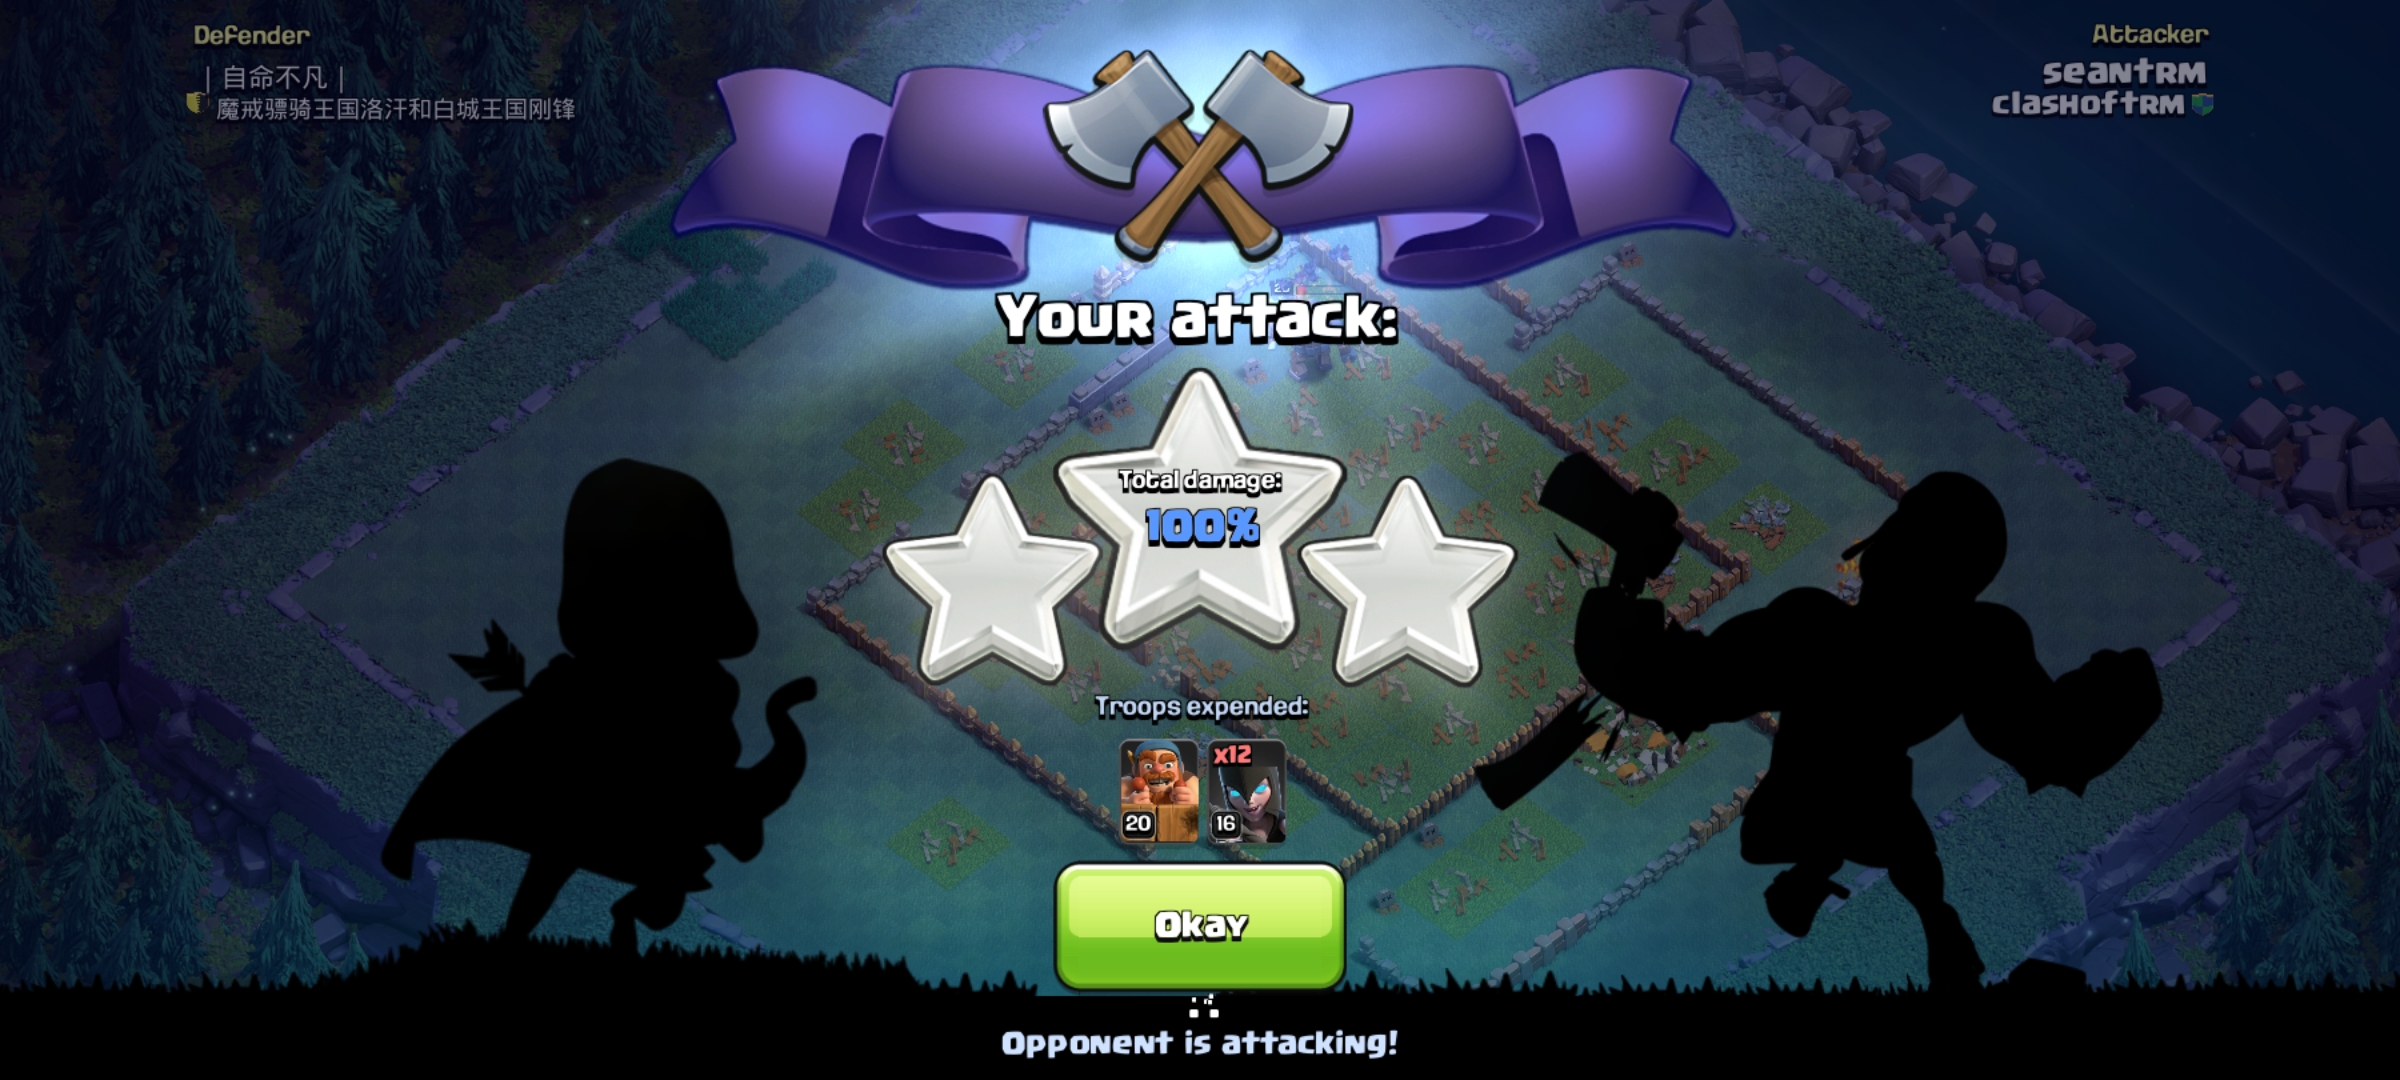 Defender
| 自命不凡 |
魔戒骠骑王国洛汗和白城王国刚锋
Attacker
seantRM
clashoftRM
Your attack:
Total damage:
100%
Troops expended:
20
x12
16
Okay
Opponent is attacking!